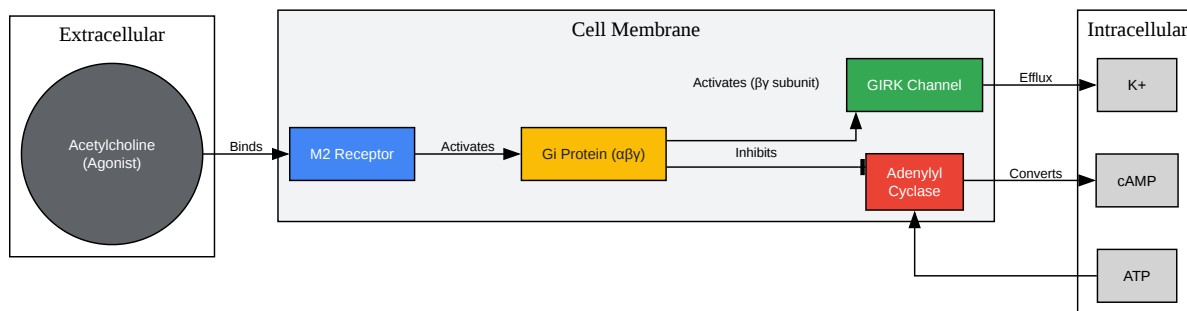 Extracellular
Acetylcholine
(Agonist)
Binds
Cell Membrane
M2 Receptor
Activates
Gi Protein (αβγ)
Activates (βγ subunit)
GIRK Channel
Inhibits
Adenylyl
Cyclase
Efflux
Converts
Intracellular
K+
cAMP
ATP